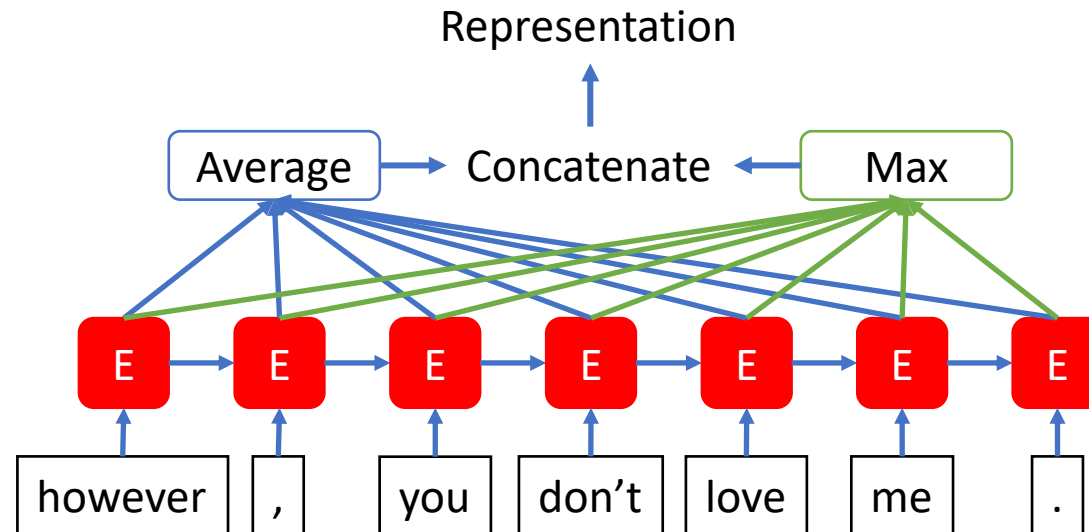 Representation
Average Concatenate Max
E E E E E E E
however , you don’t love me .